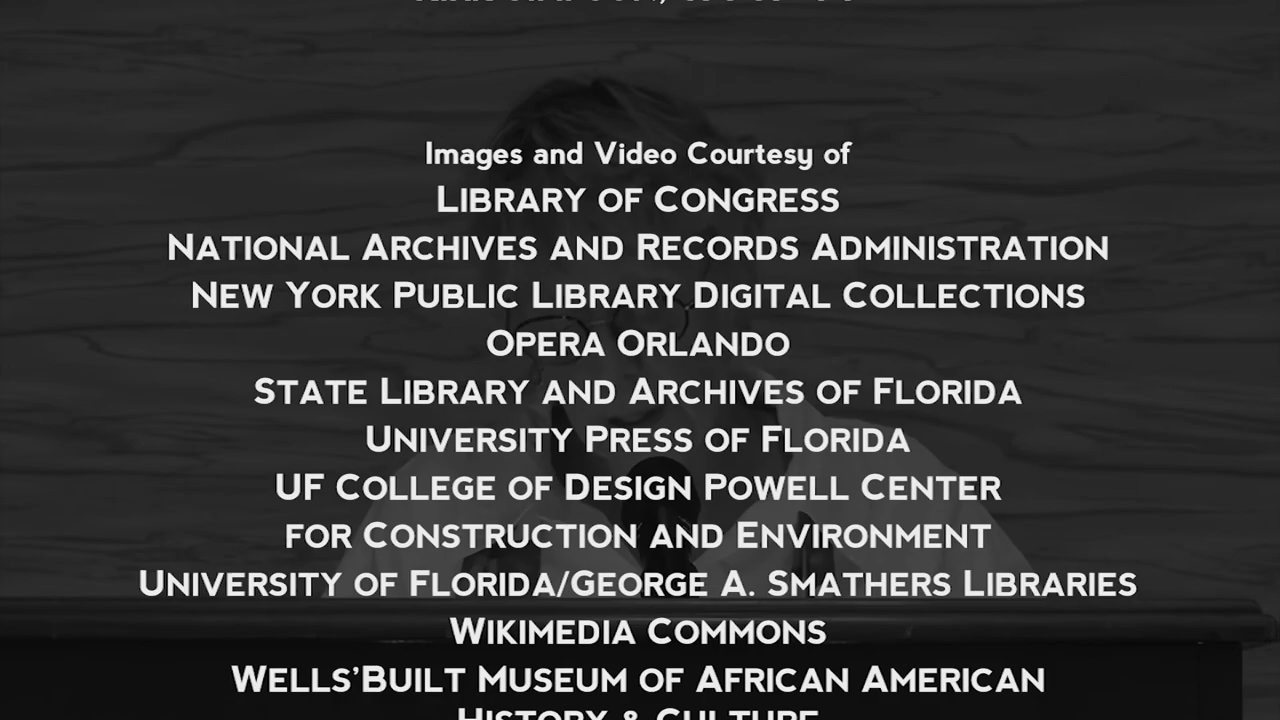 Images and Video Courtesy of
LIBRARY OF CONGRESS
NATIONAL ARCHIVES AND RECORDS ADMINISTRATION
NEW YORK PUBLIC LIBRARY DIGITAL COLLECTIONS
OPERA ORLANDO
STATE LIBRARY AND ARCHIVES OF FLORIDA
UNIVERSITY PRESS OF FLORIDA
UF COLLEGE OF DESIGN POWELL CENTER
FOR CONSTRUCTION AND ENVIRONMENT
UNIVERSITY OF FLORIDA/GEORGE A. SMATHERS LIBRARIES
WIKIMEDIA COMMONS
WELLS’BUILT MUSEUM OF AFRICAN AMERICAN
HISTORY & CULTURE